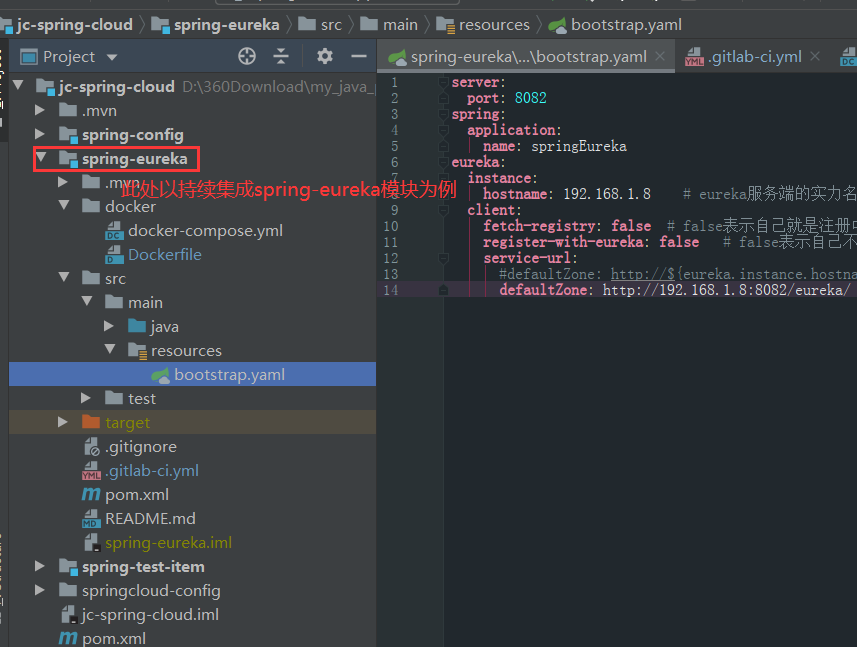 jc-spring-cloud spring-eureka src main resources bootstrap.yaml
Project
spring-eureka\...\bootstrap.yaml
.gitlab-ci.yml
jc-spring-cloud D:\360Download\my_java_
.mvn
spring-config
spring-eureka
此处以持续集成spring-eureka模块为例
.mvn
docker
docker-compose.yml
Dockerfile
src
main
java
resources
bootstrap.yaml
test
target
.gitignore
.gitlab-ci.yml
pom.xml
README.md
spring-eureka.iml
spring-test-item
springcloud-config
jc-spring-cloud.iml
pom.xml
1 server:
2 port: 8082
3 spring:
4 application:
5 name: springEureka
6 eureka:
7 instance:
8 hostname: 192.168.1.8 # eureka服务端的实力名
9 client:
10 fetch-registry: false # false表示自己就是注册
11 register-with-eureka: false # false表示自己不
12 service-url:
13 #defaultZone: http://${eureka.instance.hostna
14 defaultZone: http://192.168.1.8:8082/eureka/